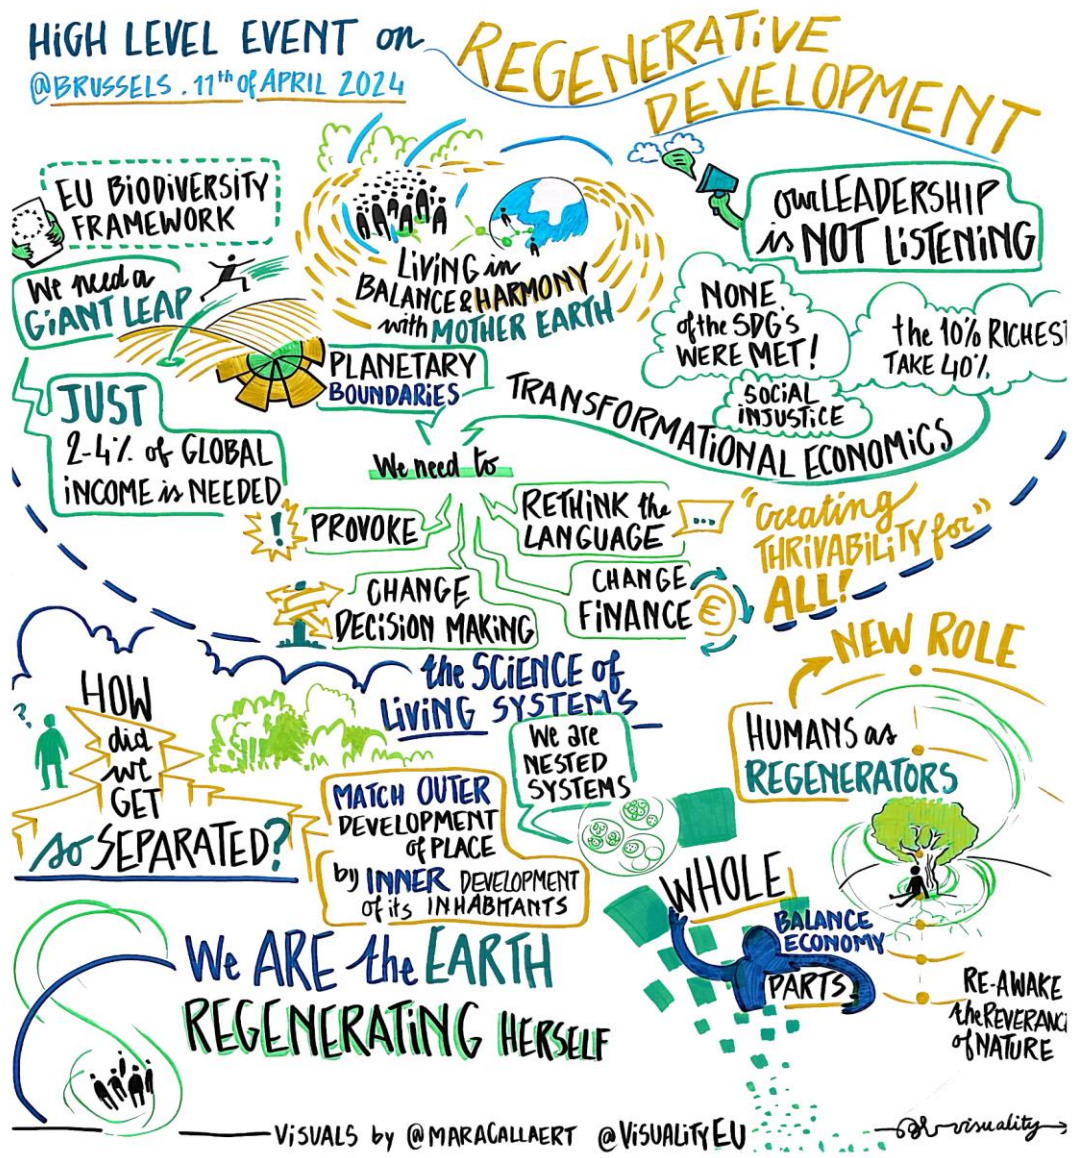 HIGH LEVEL EVENT on
@BRUSSELS . 11th of APRIL 2024
REGENERATIVE
DEVELOPMENT
EU BIODIVERSITY
FRAMEWORK
We need a
GIANT LEAP
LIVING in
BALANCE & HARMONY
with MOTHER EARTH
our LEADERSHIP
is NOT LISTENING
NONE
of the SDG'S
WERE MET!
the 10% RICHEST
TAKE 40%
SOCIAL
INJUSTICE
PLANETARY
BOUNDARIES
TRANSFORMATIONAL ECONOMICS
JUST
2-4% of GLOBAL
INCOME is NEEDED
We need to
!
PROVOKE
RETHINK the
LANGUAGE
...
CHANGE
DECISION MAKING
CHANGE
FINANCE
€
"Creating
THRIVABILITY for"
ALL!
the SCIENCE of
LIVING SYSTEMS
We are
NESTED
SYSTEMS
?
HOW
did
we
GET
so SEPARATED?
MATCH OUTER
DEVELOPMENT
of PLACE
by INNER DEVELOPMENT
of its INHABITANTS
NEW ROLE
HUMANS as
REGENERATORS
WHOLE
BALANCE
ECONOMY
PARTS
RE-AWAKE
the REVERANC
of NATURE
We ARE the EARTH
REGENERATING HERSELF
VISUALS by @MARACALLAERT @VISUALITYEU
visuality